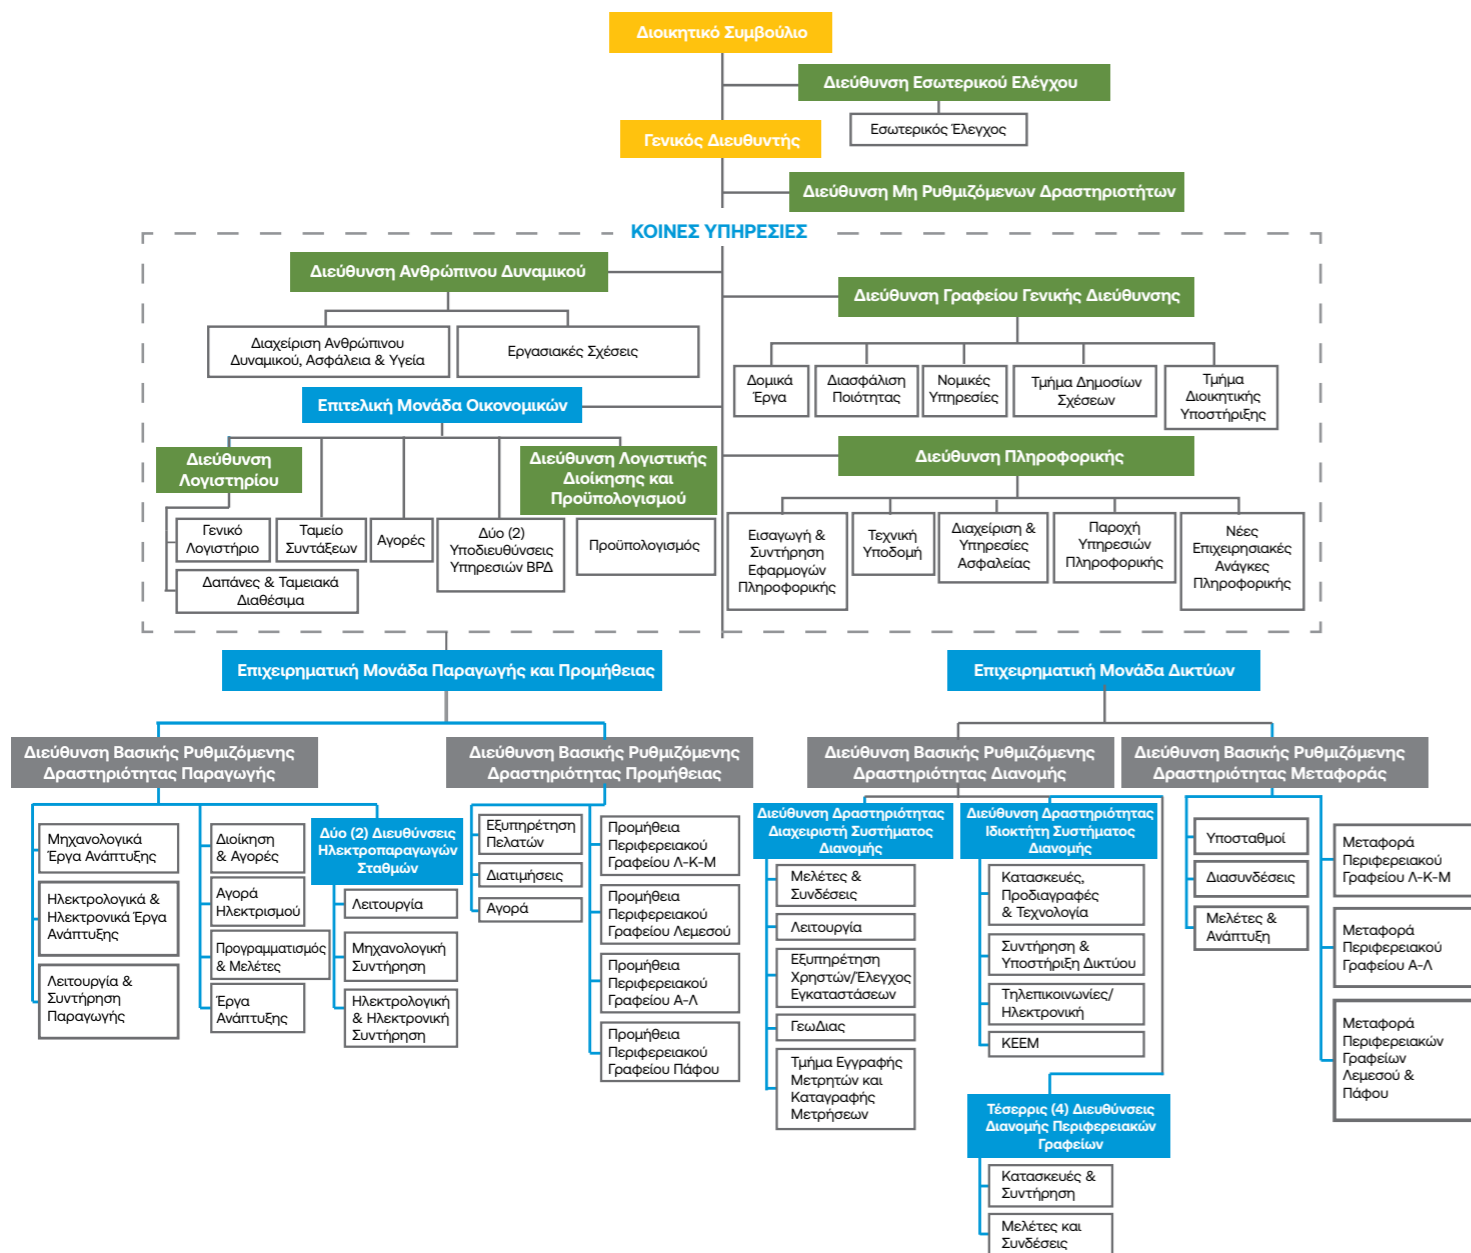 Διοικητικό Συμβούλιο
Διεύθυνση Εσωτερικού Ελέγχου
Εσωτερικός Έλεγχος
Γενικός Διευθυντής
Διεύθυνση Μη Ρυθμιζόμενων Δραστηριοτήτων
ΚΟΙΝΕΣ ΥΠΗΡΕΣΙΕΣ
Διεύθυνση Ανθρώπινου Δυναμικού
Διαχείριση Ανθρώπινου
Δυναμικού, Ασφάλεια & Υγεία
Εργασιακές Σχέσεις
Διεύθυνση Γραφείου Γενικής Διεύθυνσης
Δομικά
Έργα
Διασφάλιση
Ποιότητας
Νομικές
Υπηρεσίες
Τμήμα Δημοσίων
Σχέσεων
Τμήμα
Διοικητικής
Υποστήριξης
Επιτελική Μονάδα Οικονομικών
Διεύθυνση
Λογιστηρίου
Διεύθυνση Λογιστικής
Διοίκησης και
Προϋπολογισμού
Γενικό
Λογιστήριο
Ταμείο
Συντάξεων
Αγορές
Δύο (2)
Υποδιευθύνσεις
Υπηρεσιών ΒΡΔ
Προϋπολογισμός
Δαπάνες & Ταμειακά
Διαθέσιμα
Διεύθυνση Πληροφορικής
Εισαγωγή &
Συντήρηση
Εφαρμογών
Πληροφορικής
Τεχνική
Υποδομή
Διαχείριση &
Υπηρεσίες
Ασφαλείας
Παροχή
Υπηρεσιών
Πληροφορικής
Νέες
Επιχειρησιακές
Ανάγκες
Πληροφορικής
Επιχειρηματική Μονάδα Παραγωγής και Προμήθειας
Επιχειρηματική Μονάδα Δικτύων
Διεύθυνση Βασικής Ρυθμιζόμενης
Δραστηριότητας Παραγωγής
Διεύθυνση Βασικής Ρυθμιζόμενης
Δραστηριότητας Προμήθειας
Διεύθυνση Βασικής Ρυθμιζόμενης
Δραστηριότητας Διανομής
Διεύθυνση Βασικής Ρυθμιζόμενης
Δραστηριότητας Μεταφοράς
Μηχανολογικά
Έργα Ανάπτυξης
Ηλεκτρολογικά &
Ηλεκτρονικά Έργα
Ανάπτυξης
Λειτουργία &
Συντήρηση
Παραγωγής
Διοίκηση
& Αγορές
Αγορά
Ηλεκτρισμού
Προγραμματισμός
& Μελέτες
Έργα
Ανάπτυξης
Δύο (2) Διευθύνσεις
Ηλεκτροπαραγωγών
Σταθμών
Λειτουργία
Μηχανολογική
Συντήρηση
Ηλεκτρολογική
& Ηλεκτρονική
Συντήρηση
Εξυπηρέτηση
Πελατών
Διατιμήσεις
Αγορά
Προμήθεια
Περιφερειακού
Γραφείου Λ-Κ-Μ
Προμήθεια
Περιφερειακού
Γραφείου Λεμεσού
Προμήθεια
Περιφερειακού
Γραφείου Α-Λ
Προμήθεια
Περιφερειακού
Γραφείου Πάφου
Διεύθυνση Δραστηριότητας
Διαχειριστή Συστήματος
Διανομής
Μελέτες &
Συνδέσεις
Λειτουργία
Εξυπηρέτηση
Χρηστών/Έλεγχος
Εγκαταστάσεων
ΓεωΔιας
Τμήμα Εγγραφής
Μετρητών και
Καταγραφής
Μετρήσεων
Διεύθυνση Δραστηριότητας
Ιδιοκτήτη Συστήματος
Διανομής
Κατασκευές,
Προδιαγραφές
& Τεχνολογία
Συντήρηση &
Υποστήριξη Δικτύου
Τηλεπικοινωνίες/
Ηλεκτρονική
ΚΕΕΜ
Τέσερρις (4) Διευθύνσεις
Διανομής Περιφερειακών
Γραφείων
Κατασκευές &
Συντήρηση
Μελέτες και
Συνδέσεις
Υποσταθμοί
Διασυνδέσεις
Μελέτες &
Ανάπτυξη
Μεταφορά
Περιφερειακού
Γραφείου Λ-Κ-Μ
Μεταφορά
Περιφερειακού
Γραφείου Α-Λ
Μεταφορά
Περιφερειακών
Γραφείων
Λεμεσού &
Πάφου